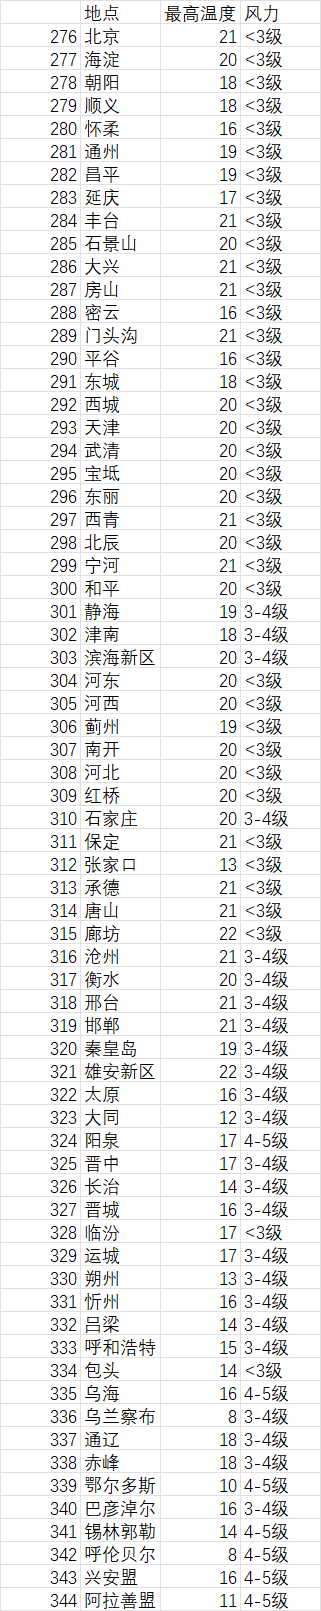 地点 最高温度 风力
276 北京 21 <3级
277 海淀 20 <3级
278 朝阳 18 <3级
279 顺义 18 <3级
280 怀柔 16 <3级
281 通州 19 <3级
282 昌平 19 <3级
283 延庆 17 <3级
284 丰台 21 <3级
285 石景山 20 <3级
286 大兴 21 <3级
287 房山 21 <3级
288 密云 16 <3级
289 门头沟 21 <3级
290 平谷 16 <3级
291 东城 18 <3级
292 西城 20 <3级
293 天津 20 <3级
294 武清 20 <3级
295 宝坻 20 <3级
296 东丽 20 <3级
297 西青 21 <3级
298 北辰 20 <3级
299 宁河 21 <3级
300 和平 20 <3级
301 静海 19 3-4级
302 津南 18 3-4级
303 滨海新区 20 3-4级
304 河东 20 <3级
305 河西 20 <3级
306 蓟州 19 <3级
307 南开 20 <3级
308 河北 20 <3级
309 红桥 20 <3级
310 石家庄 20 3-4级
311 保定 21 <3级
312 张家口 13 <3级
313 承德 21 <3级
314 唐山 21 <3级
315 廊坊 22 <3级
316 沧州 21 3-4级
317 衡水 20 3-4级
318 邢台 21 3-4级
319 邯郸 21 3-4级
320 秦皇岛 19 3-4级
321 雄安新区 22 3-4级
322 太原 16 3-4级
323 大同 12 3-4级
324 阳泉 17 4-5级
325 晋中 17 3-4级
326 长治 14 3-4级
327 晋城 16 3-4级
328 临汾 17 <3级
329 运城 17 3-4级
330 朔州 13 3-4级
331 忻州 16 3-4级
332 吕梁 14 3-4级
333 呼和浩特 15 3-4级
334 包头 14 <3级
335 乌海 16 4-5级
336 乌兰察布 8 3-4级
337 通辽 18 3-4级
338 赤峰 18 3-4级
339 鄂尔多斯 10 4-5级
340 巴彦淖尔 16 3-4级
341 锡林郭勒 14 4-5级
342 呼伦贝尔 8 4-5级
343 兴安盟 16 4-5级
344 阿拉善盟 11 4-5级